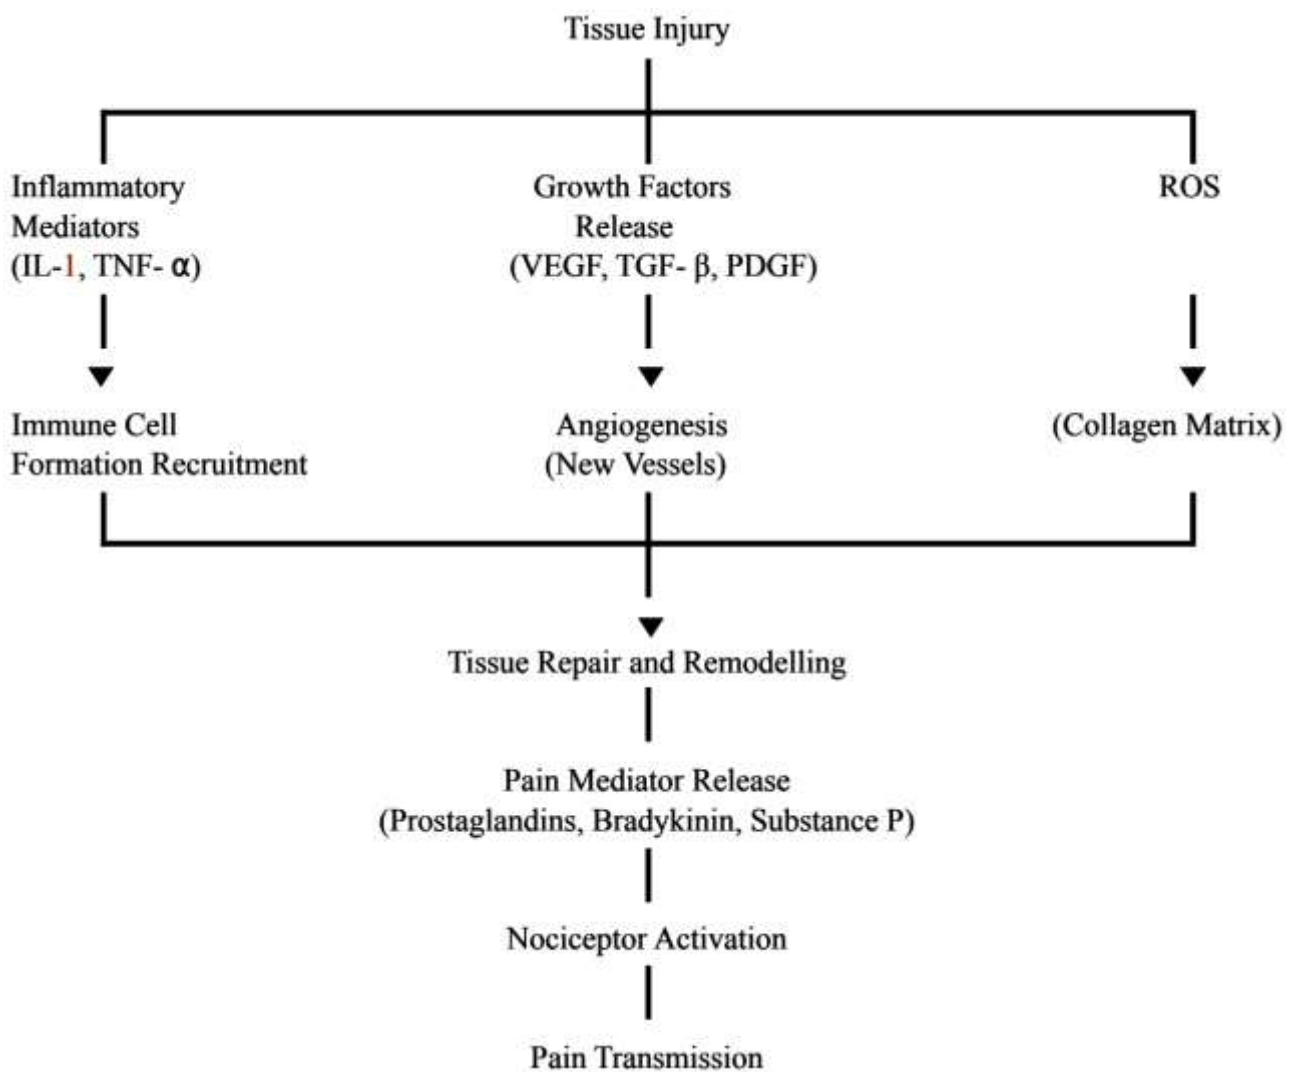 Tissue Injury
Inflammatory
Mediators
(IL-1, TNF- α)
Growth Factors
Release
(VEGF, TGF- β, PDGF)
ROS
Immune Cell
Formation Recruitment
Angiogenesis
(New Vessels)
(Collagen Matrix)
Tissue Repair and Remodelling
Pain Mediator Release
(Prostaglandins, Bradykinin, Substance P)
Nociceptor Activation
Pain Transmission